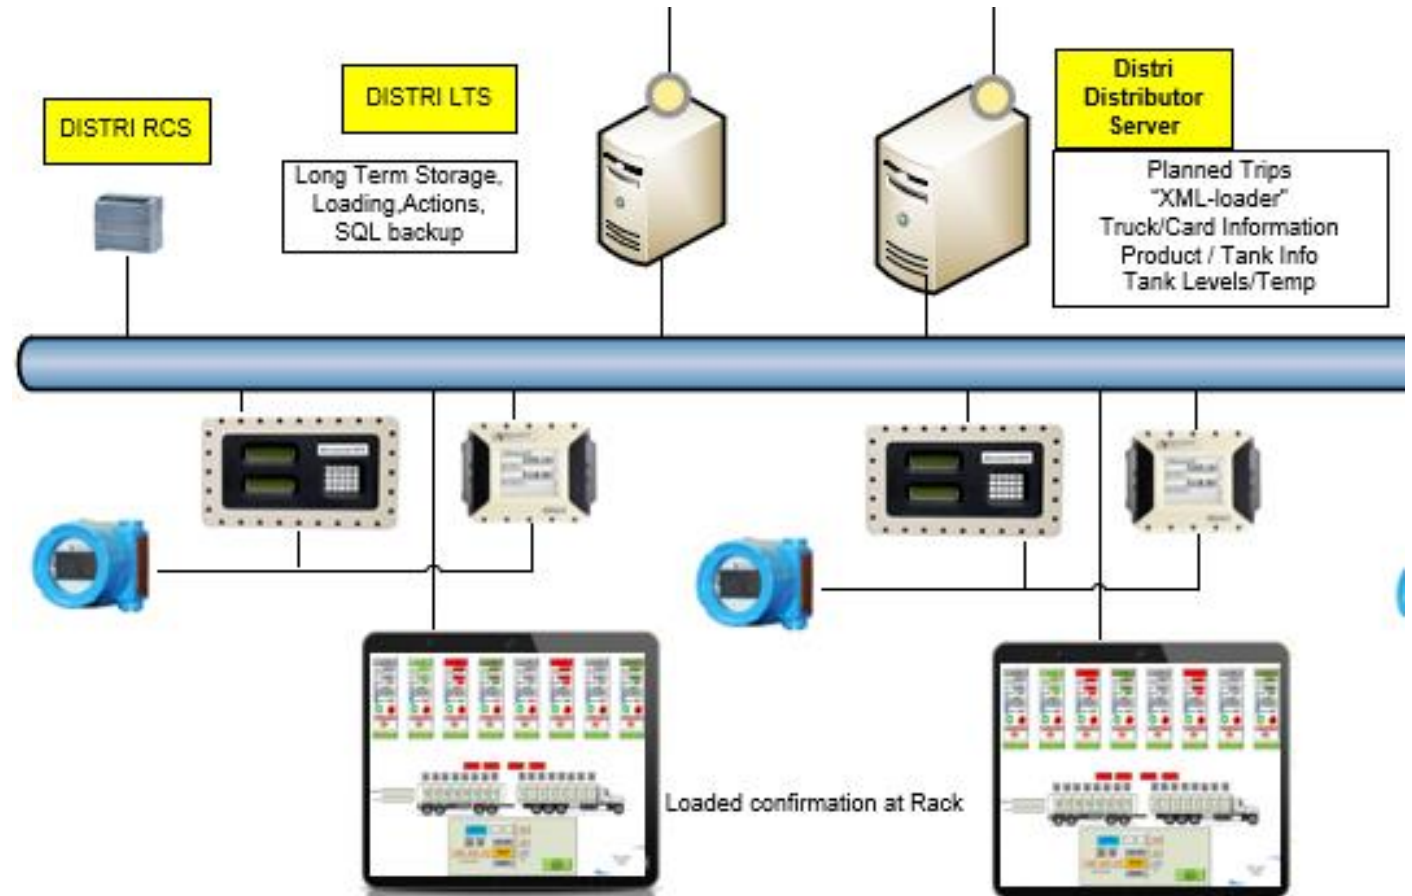 DISTRI RCS
DISTRI LTS
Long Term Storage,
Loading,Actions,
SQL backup
Distri
Distributor
Server
Planned Trips
"XML-loader"
Truck/Card Information
Product / Tank Info
Tank Levels/Temp
Loaded confirmation at Rack